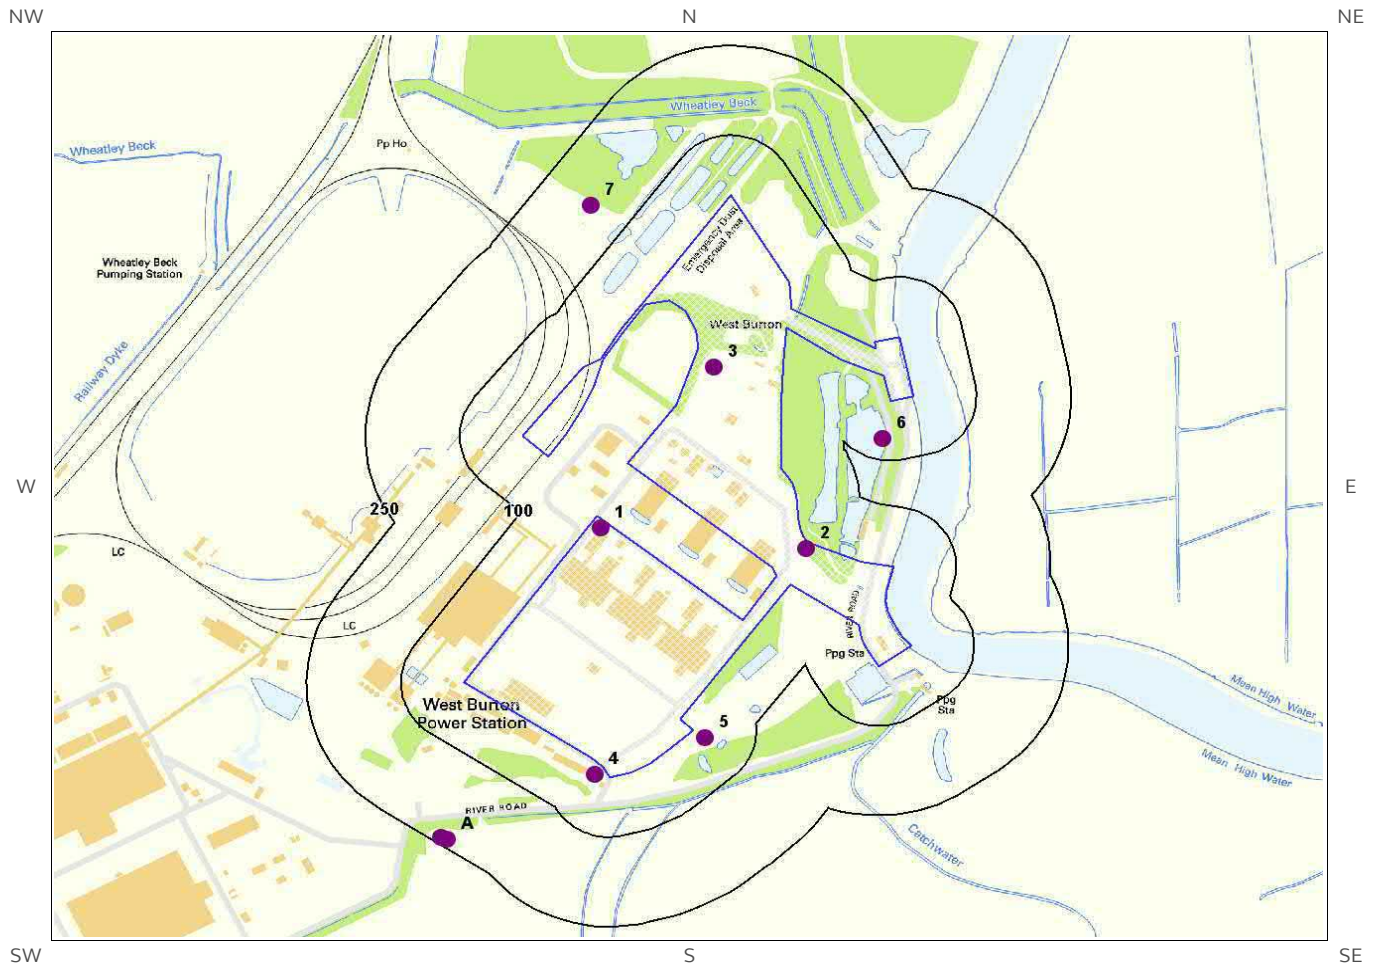 NW
N
NE
Wheatley Beck
Pp Ho
Wheatley Beck
7
Emergency Dust
Disposal Area
Wheatley Beck
Pumping Station
West Burton
3
Railway Dyke
6
W
E
250
100
1
2
LC
LC
RIVER ROAD
Ppg Sta
West Burton
Power Station
Ppg
Sta
Mean High Water
5
4
Mean High Water
RIVER ROAD
A
Catchwater
SW
S
SE